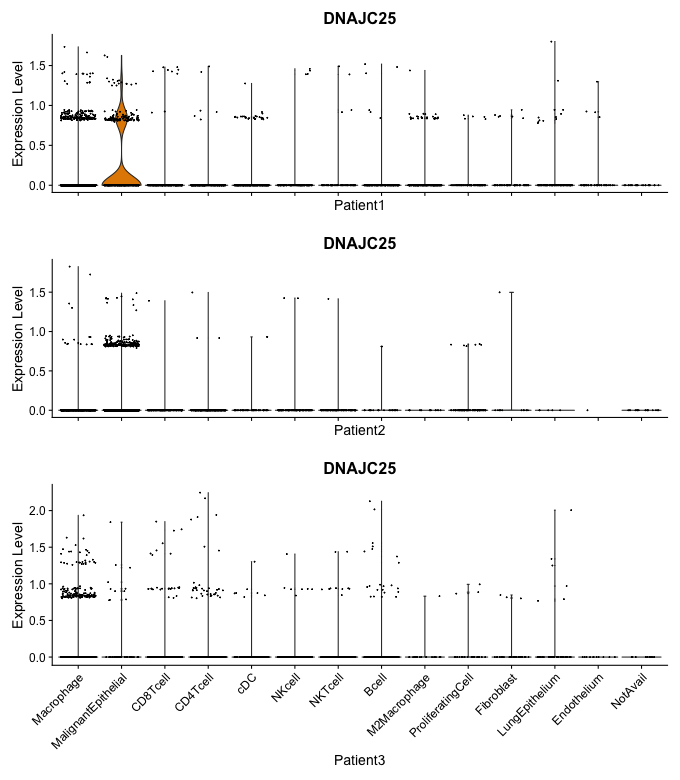 DNAJC25
Expression Level
1.5
1.0
0.5
0.0
Patient1
DNAJC25
Expression Level
1.5
1.0
0.5
0.0
Patient2
DNAJC25
Expression Level
2.0
1.5
1.0
0.5
0.0
Macrophage
MalignantEpithelial
CD8Tcell
CD4Tcell
cDC
NKcell
NKTcell
Bcell
M2Macrophage
ProliferatingCell
Fibroblast
LungEpithelium
Endothelium
NotAvail
Patient3